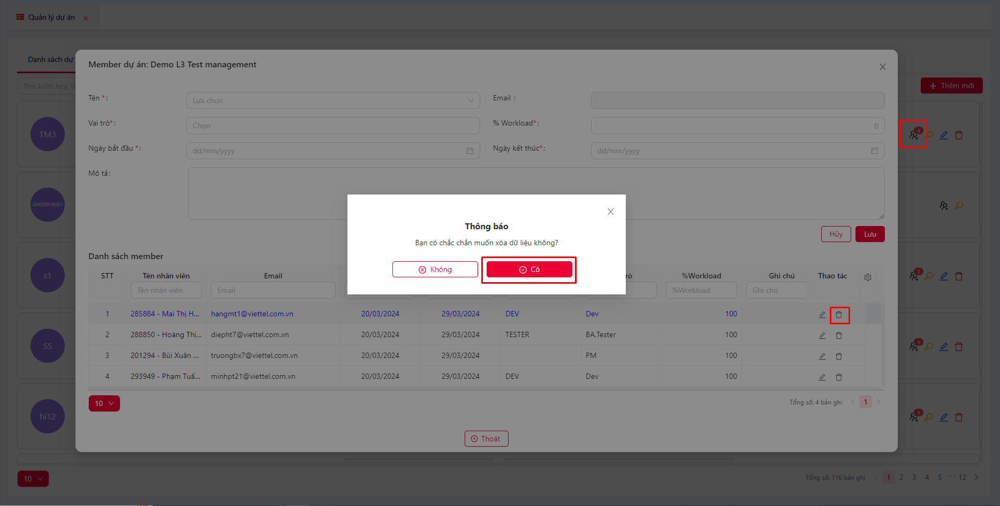 Quản lý dự án
Danh sách dự
Tìm kiếm key, tê
Thêm mới
Member dự án: Demo L3 Test management
Tên *:
Lựa chọn
Email :
Vai trò*:
Chọn
% Workload*:
0
Ngày bắt đầu *:
dd/mm/yyyy
Ngày kết thúc*:
dd/mm/yyyy
Mô tả:
Hủy
Lưu
TM3
4
SMOSPHASE1
s1
1
SS
1
hi12
1
Thông báo
Bạn có chắc chắn muốn xóa dữ liệu không?
Không
Có
Danh sách member
STT Tên nhân viên Email rò %Workload Ghi chú Thao tác
Tên nhân viên Email %Workload Ghi chú
1 285884 - Mai Thị H... hangmt1@viettel.com.vn 20/03/2024 29/03/2024 DEV Dev 100
2 288850 - Hoàng Thị... diepht7@viettel.com.vn 20/03/2024 29/03/2024 TESTER BA,Tester 100
3 201294 - Bùi Xuân ... truongbx7@viettel.com.vn 20/03/2024 29/03/2024 PM 100
4 293949 - Phạm Tuấ... minhpt21@viettel.com.vn 20/03/2024 29/03/2024 DEV Dev 100
10
Tổng số: 4 bản ghi < 1 >
Thoát
10
Tổng số: 116 bản ghi < 1 2 3 4 5 ••• 12 >